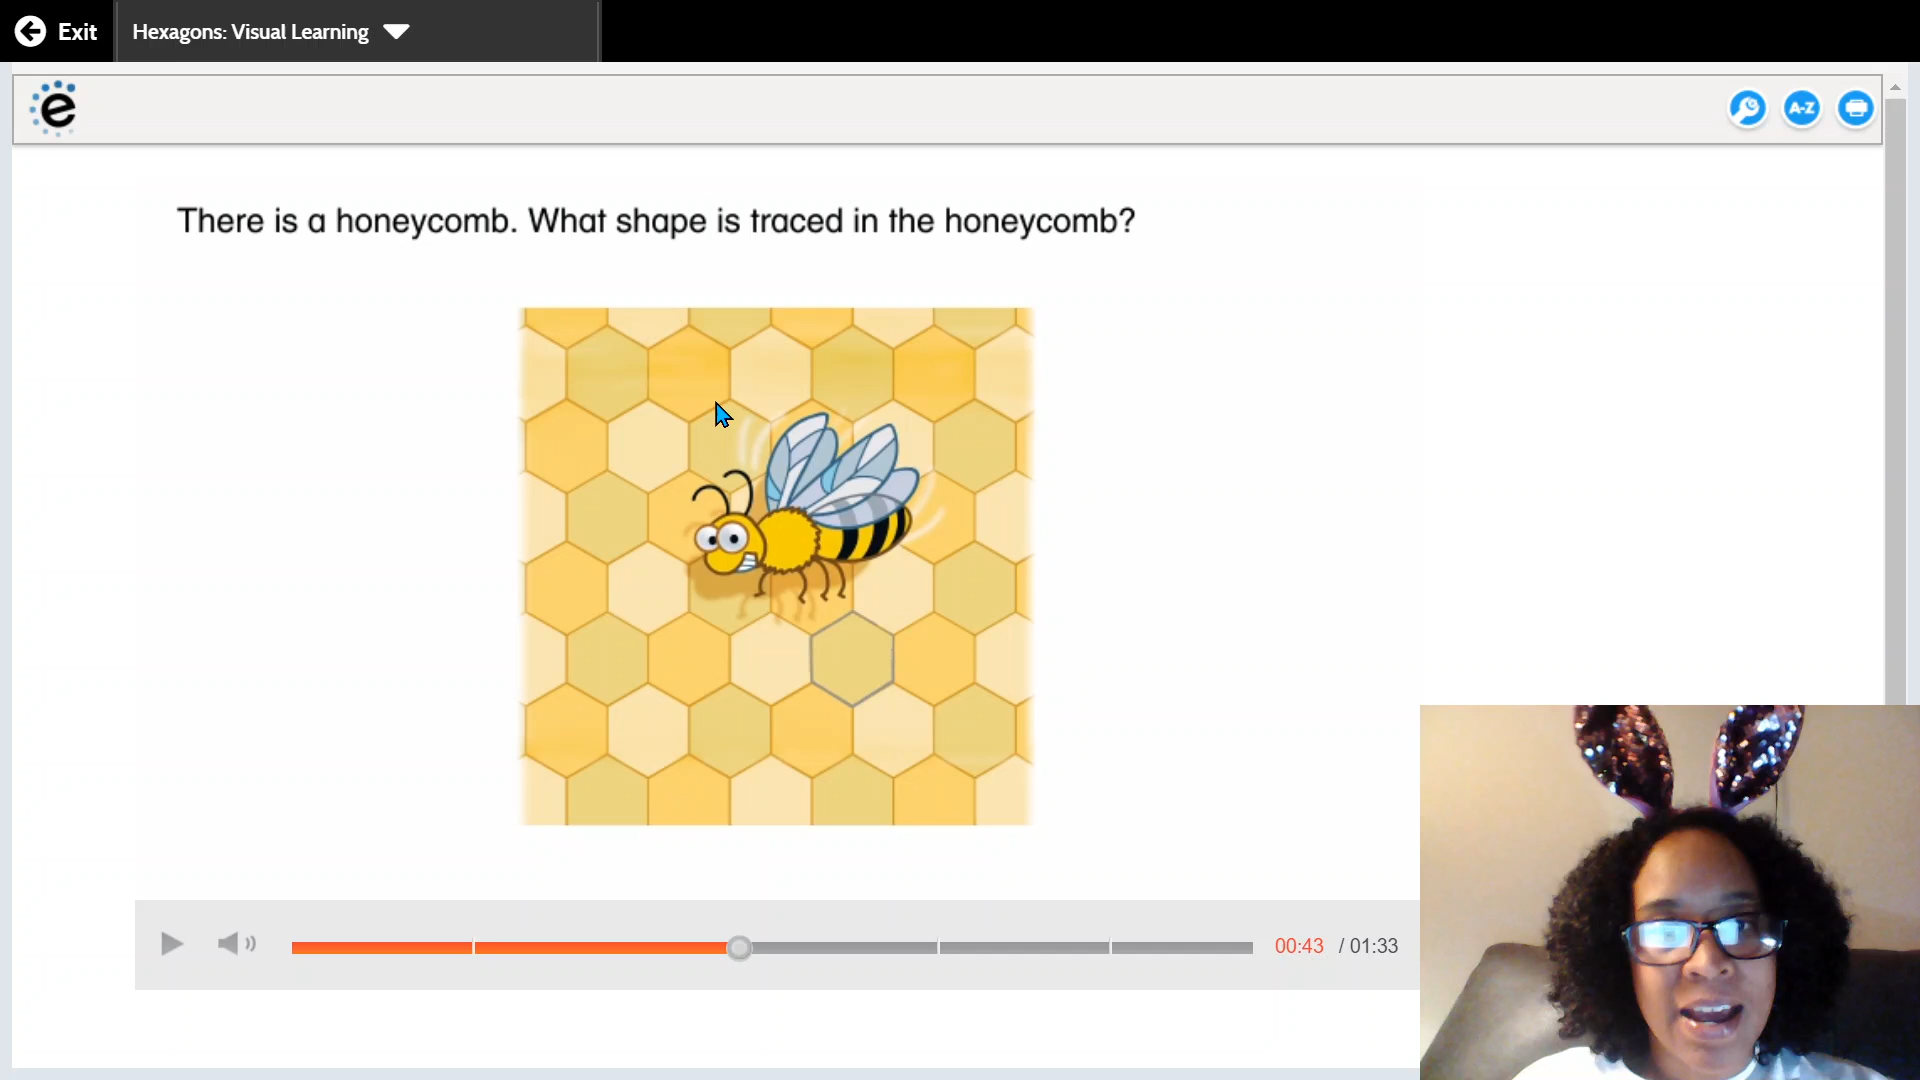 Exit
Hexagons: Visual Learning
e
A-Z
There is a honeycomb. What shape is traced in the honeycomb?
00:43 / 01:33